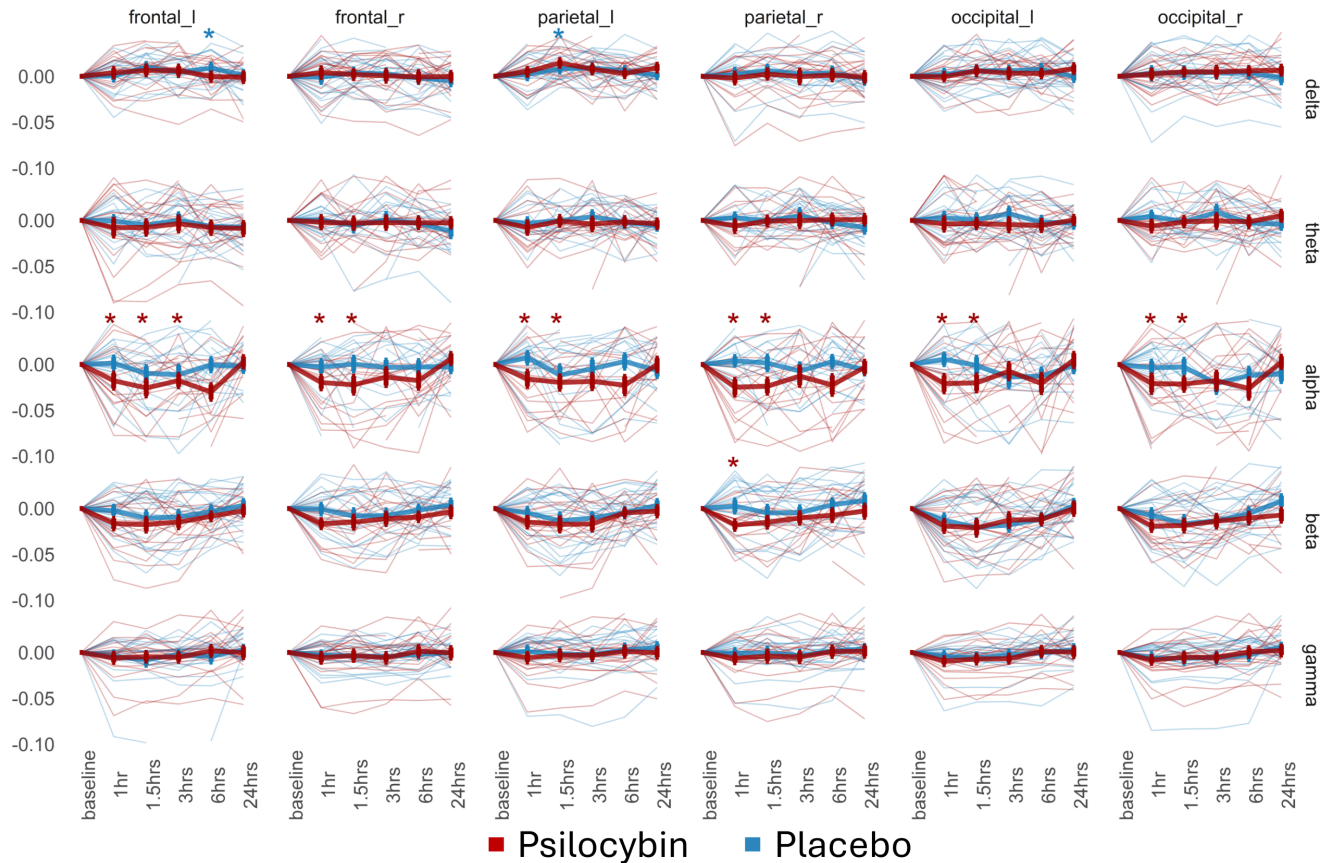 frontal_l frontal_r parietal_l parietal_r occipital_l occipital_r
* *
0.00
-0.05
-0.10
delta
0.00
-0.05
-0.10
theta
* * * * * * * * * * * * *
0.00
-0.05
-0.10
alpha
*
0.00
-0.05
-0.10
beta
0.00
-0.05
-0.10
gamma
baseline 1hr 1.5hrs 3hrs 6hrs 24hrs baseline 1hr 1.5hrs 3hrs 6hrs 24hrs baseline 1hr 1.5hrs 3hrs 6hrs 24hrs baseline 1hr 1.5hrs 3hrs 6hrs 24hrs baseline 1hr 1.5hrs 3hrs 6hrs 24hrs baseline 1hr 1.5hrs 3hrs 6hrs 24hrs
Psilocybin Placebo